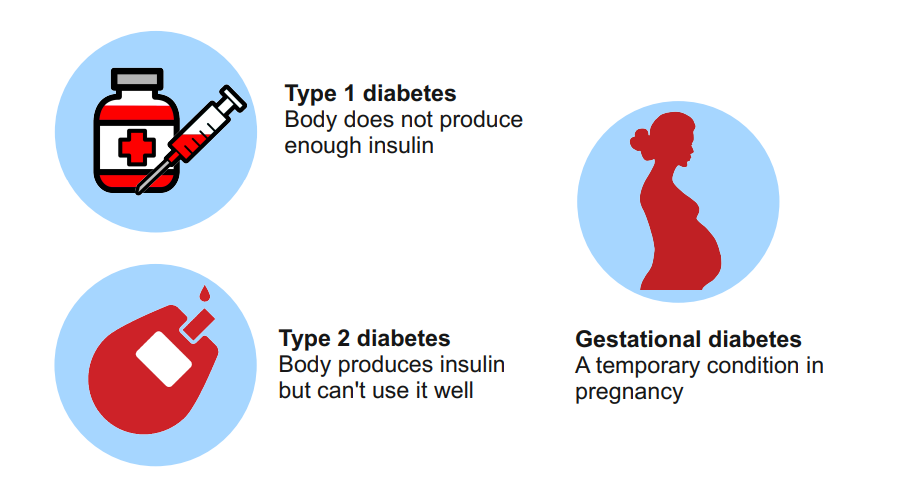 Type 1 diabetes
Body does not produce
enough insulin
Type 2 diabetes
Body produces insulin
but can't use it well
Gestational diabetes
A temporary condition in
pregnancy